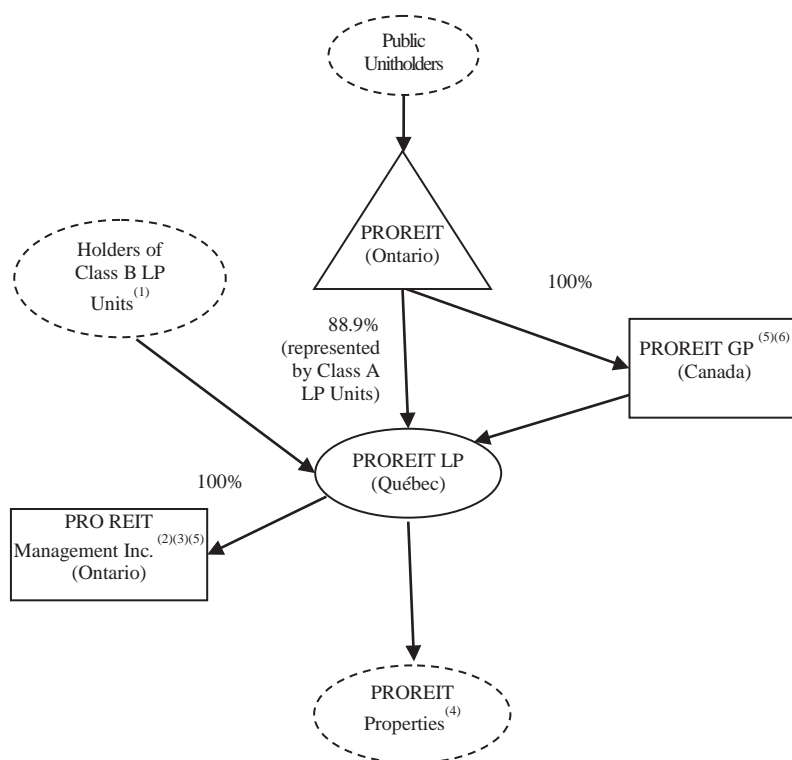 Public
Unitholders
PROREIT
(Ontario)
Holders of
Class B LP
Units(1)
100%
88.9%
(represented
by Class A
LP Units)
PROREIT GP (5)(6)
(Canada)
PROREIT LP
(Québec)
100%
PRO REIT
Management Inc. (2)(3)(5)
(Ontario)
PROREIT
Properties(4)